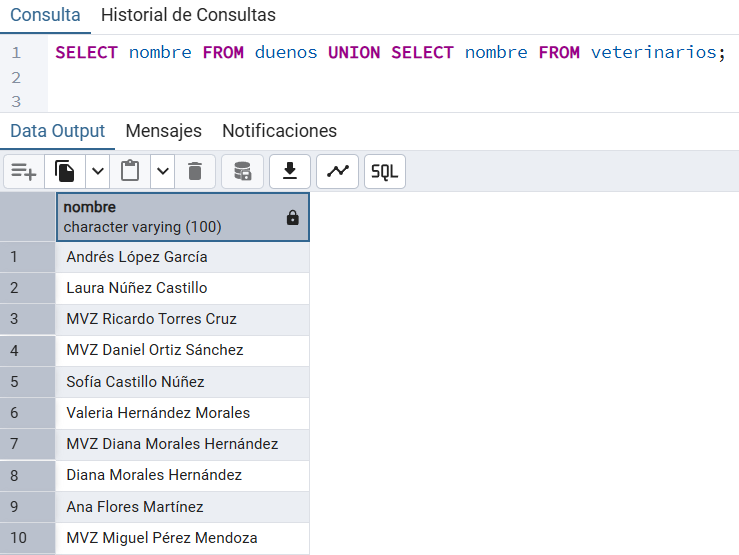 Consulta Historial de Consultas
1 SELECT nombre FROM duenos UNION SELECT nombre FROM veterinarios;
2
3
Data Output Mensajes Notificaciones
SQL
nombre
character varying (100)
1 Andrés López García
2 Laura Núñez Castillo
3 MVZ Ricardo Torres Cruz
4 MVZ Daniel Ortiz Sánchez
5 Sofía Castillo Núñez
6 Valeria Hernández Morales
7 MVZ Diana Morales Hernández
8 Diana Morales Hernández
9 Ana Flores Martínez
10 MVZ Miguel Pérez Mendoza